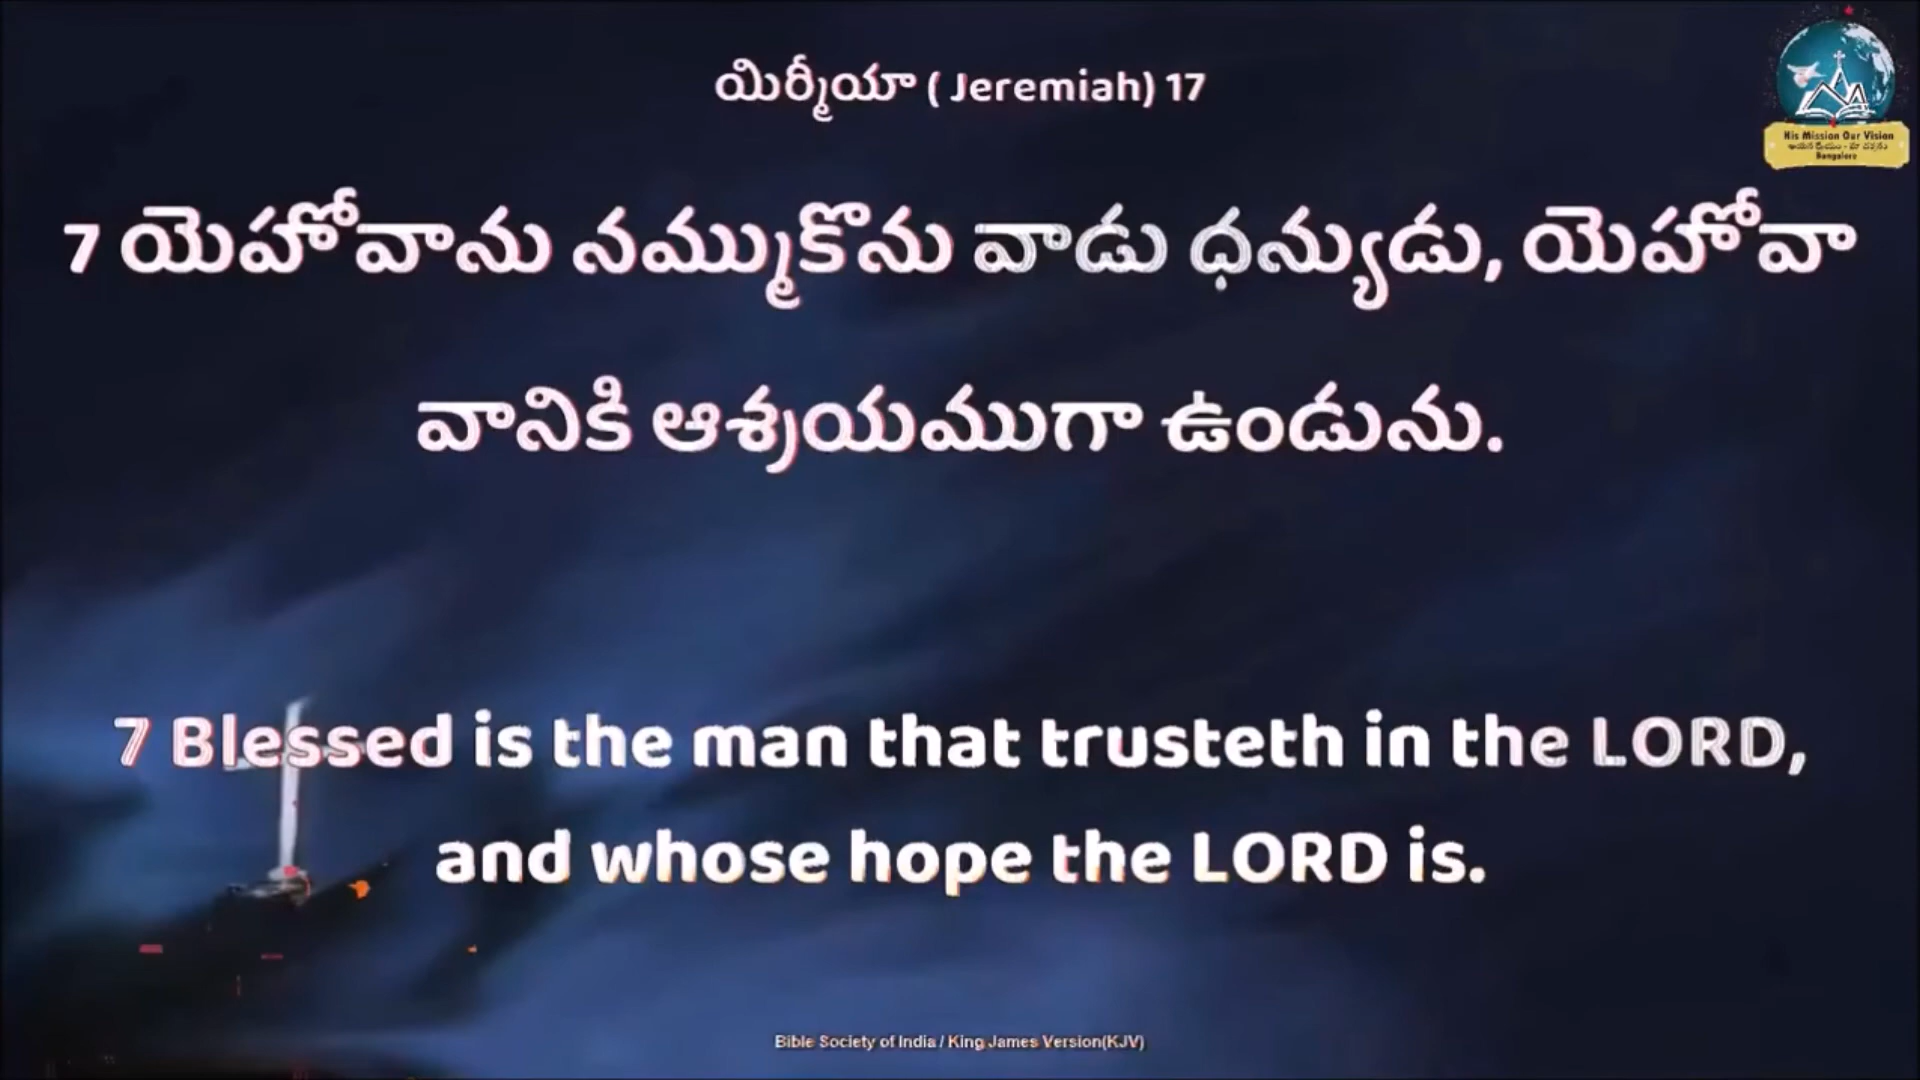 యిర్మీయా ( Jeremiah) 17
His Mission Our Vision
Bangalore
7 యెహోవాను నమ్ముకొను వాడు ధన్యుడు, యెహోవా
వానికి ఆశ్రయముగా ఉండును.
7 Blessed is the man that trusteth in the LORD,
and whose hope the LORD is.
Bible Society of India / King James Version(KJV)